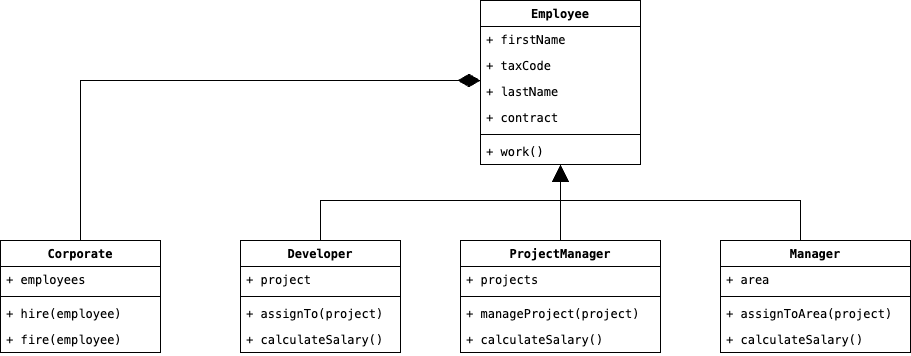 Employee
+ firstName
+ taxCode
+ lastName
+ contract
+ work()
Corporate
+ employees
+ hire(employee)
+ fire(employee)
Developer
+ project
+ assignTo(project)
+ calculateSalary()
ProjectManager
+ projects
+ manageProject(project)
+ calculateSalary()
Manager
+ area
+ assignToArea(project)
+ calculateSalary()